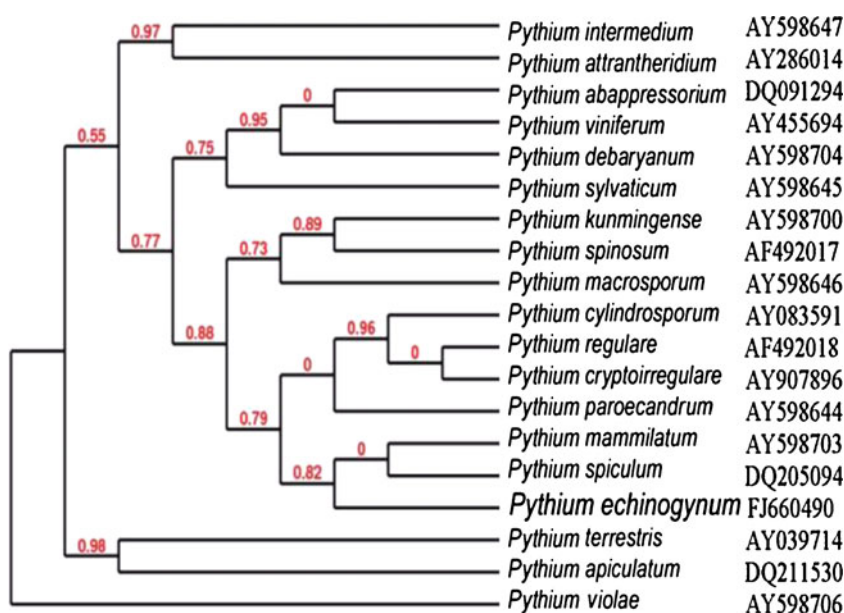 Pythium intermedium AY598647
0.97
Pythium attrantheridium AY286014
Pythium abappressorium DQ091294
0
Pythium viniferum AY455694
0.95
0.55
Pythium debaryanum AY598704
0.75
Pythium sylvaticum AY598645
Pythium kunmingense AY598700
0.89
0.77
0.73
Pythium spinosum AF492017
Pythium macrosporum AY598646
Pythium cylindrosporum AY083591
0.96
0.88
Pythium regulare AF492018
0
0
Pythium cryptoirregulare AY907896
Pythium paroecandrum AY598644
0.79
Pythium mammilatum AY598703
0
Pythium spiculum DQ205094
0.82
Pythium echinogynum FJ660490
Pythium terrestris AY039714
0.98
Pythium apiculatum DQ211530
Pythium violae AY598706